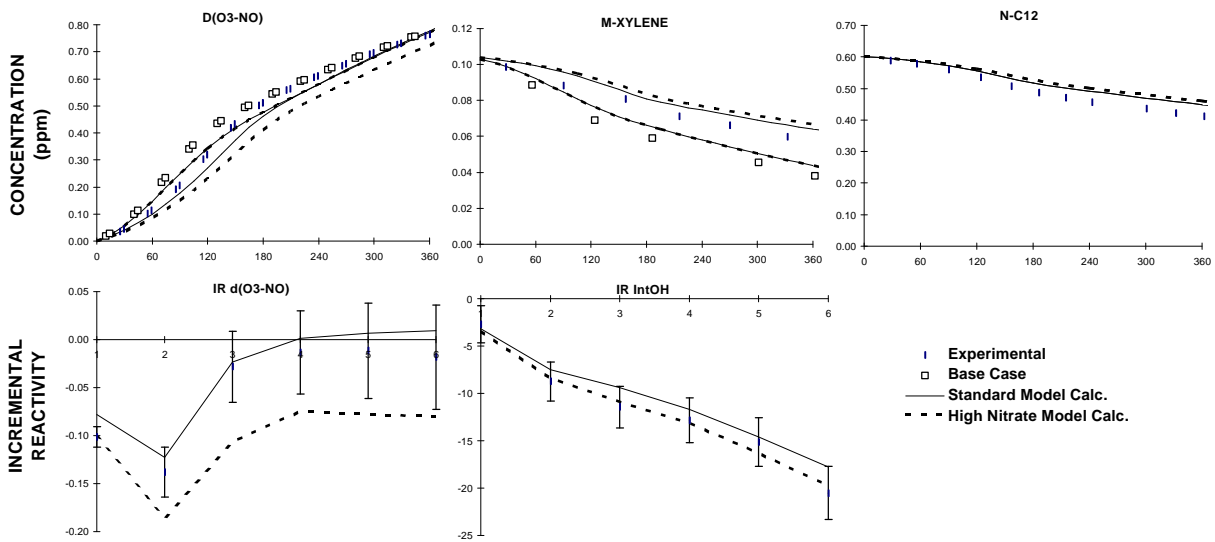 D(O3-NO)
M-XYLENE
N-C12
CONCENTRATION
(ppm)
0.80
0.70
0.60
0.50
0.40
0.30
0.20
0.10
0.00
0 60 120 180 240 300 360
0.12
0.10
0.08
0.06
0.04
0.02
0.00
0 60 120 180 240 300 360
0.70
0.60
0.50
0.40
0.30
0.20
0.10
0.00
0 60 120 180 240 300 360
IR d(O3-NO)
IR IntOH
INCREMENTAL
REACTIVITY
0.05
0.00
-0.05
-0.10
-0.15
-0.20
1 2 3 4 5 6
0
-5
-10
-15
-20
-25
1 2 3 4 5 6
Experimental
Base Case
Standard Model Calc.
High Nitrate Model Calc.